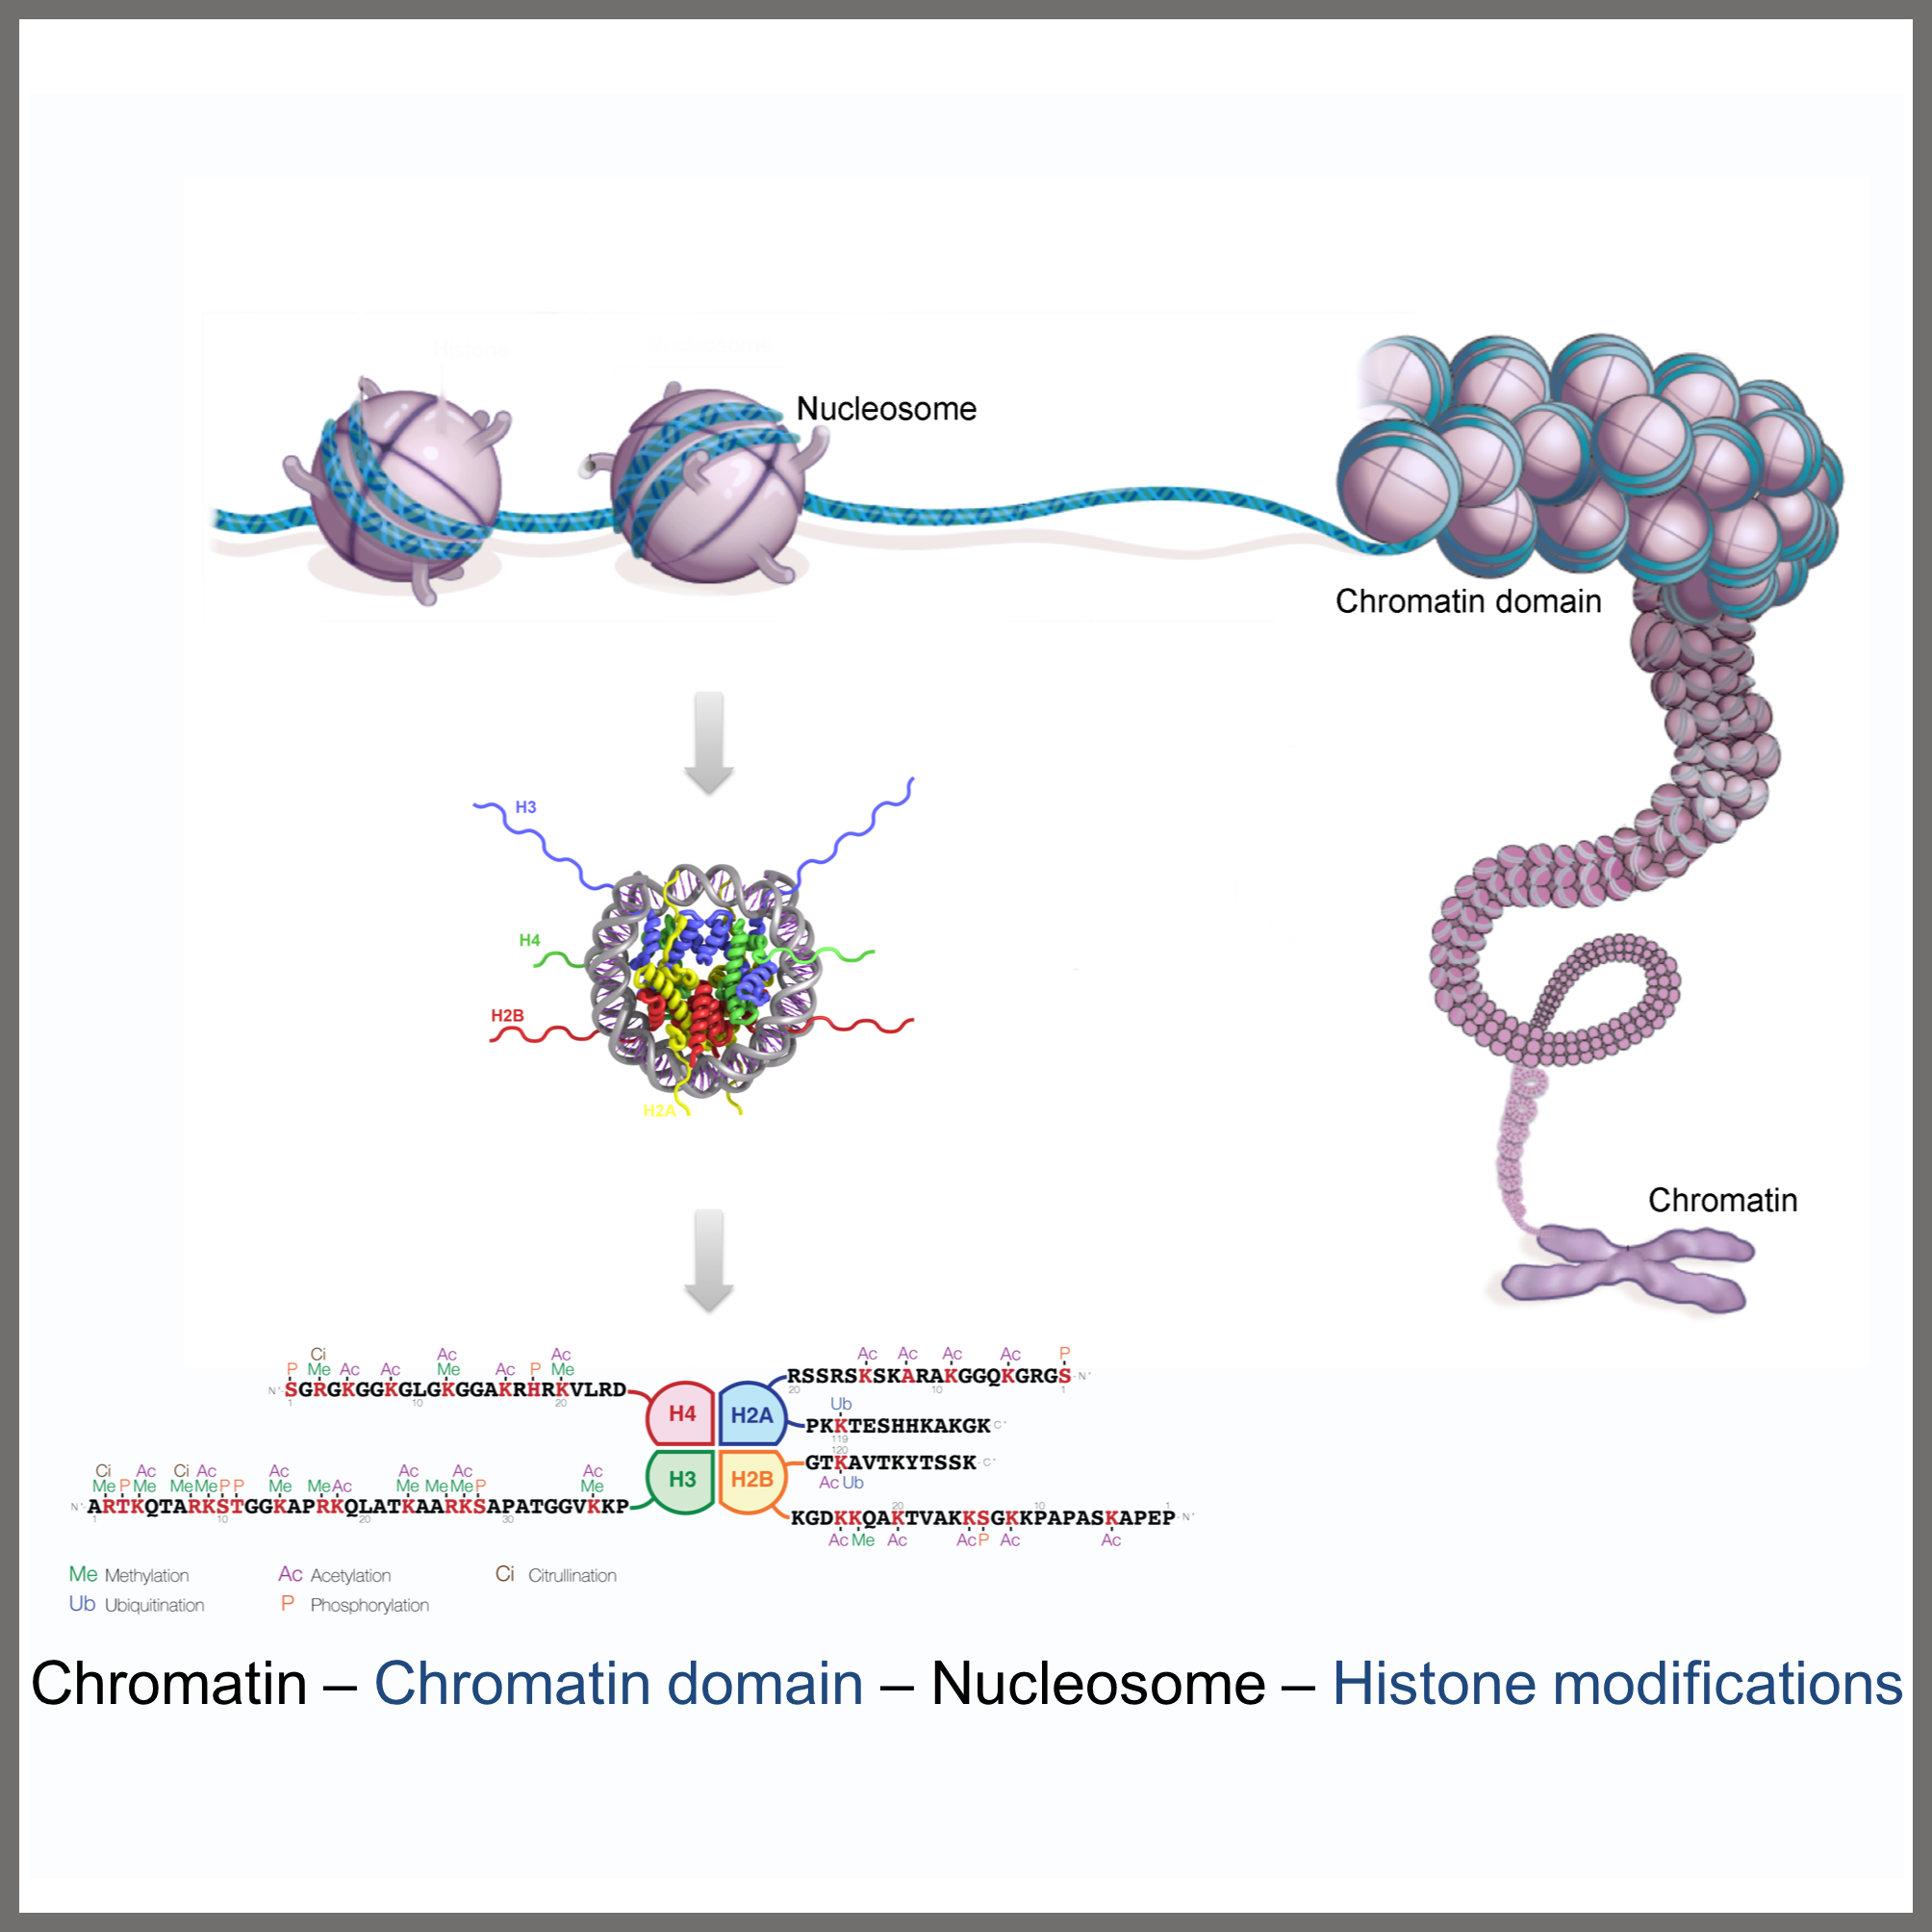 Nucleosome
Chromatin domain
H3
H4
H2B
H2A
Chromatin
Ci Ac Ac
P Me Ac Ac Me Ac P Me
N' SGRGKGGKGLGKGGAKRHRKVLRD
1 10 20
H4
Ac Ac Ac Ac P
RSSRSKSKARAKGGQKGRGS N'
20 10 1
H2A
Ub
PKKTESHHKAKGK C'
119
Ci Ac Ci Ac Ac Ac Ac Ac
Me P Me Me Me P P Me Me Ac Me Me Me P Me
N' ARTKQTARKSTGGKAPRKQLATKAARKSAPATGGVKKP
1 10 20 30
H3
H2B
120
GTKAVTKYTSSK C'
Ac Ub
20 10 1
KGDKKQAKTVAKKSGKKPAPASKAPEP N'
Ac Me Ac Ac P Ac Ac
Me Methylation Ac Acetylation Ci Citrullination
Ub Ubiquitination P Phosphorylation
Chromatin – Chromatin domain – Nucleosome – Histone modifications